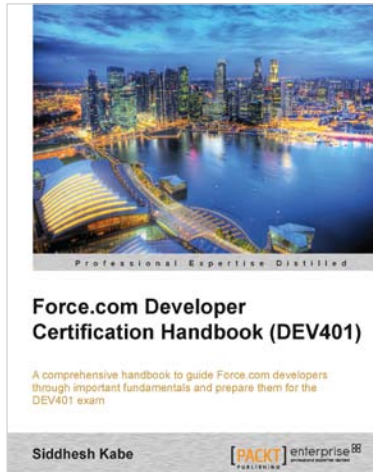 Professional Expertise Distilled
Force.com Developer
Certification Handbook (DEV401)
A comprehensive handbook to guide Force.com developers
through important fundamentals and prepare them for the
DEV401 exam
Siddhesh Kabe
[PACKT] enterprise
PUBLISHING